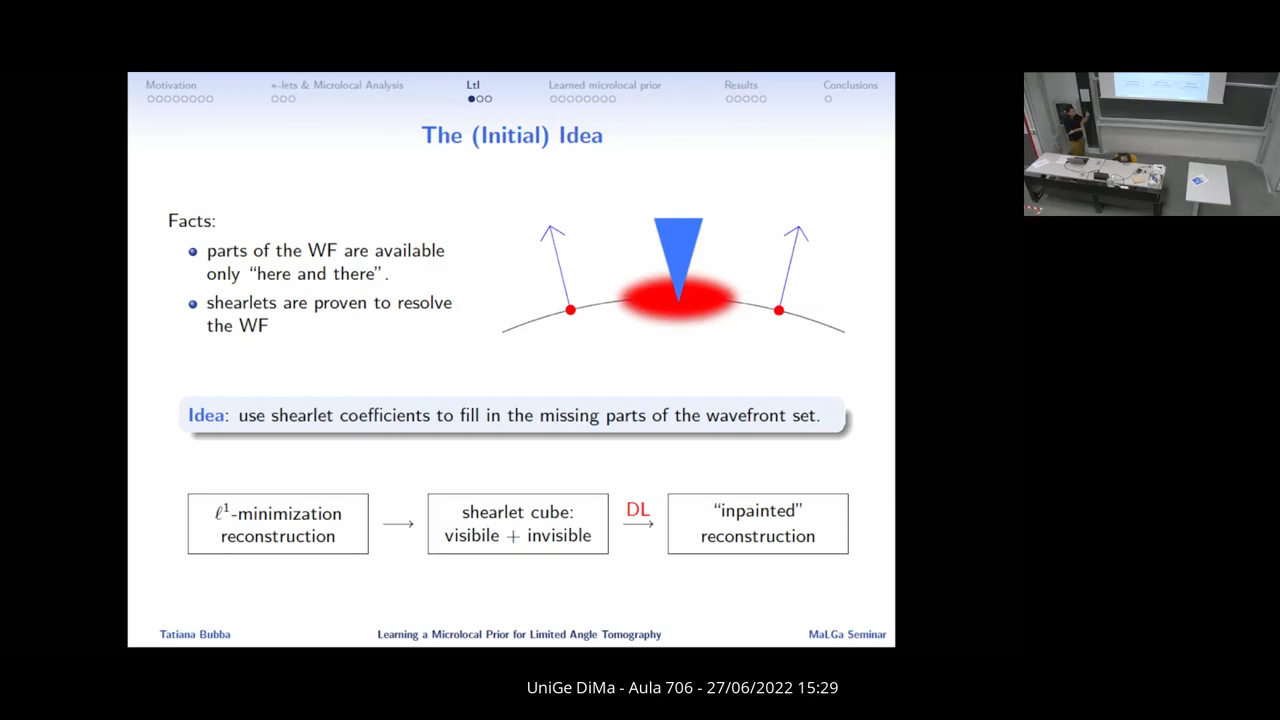 Motivation
∗-lets & Microlocal Analysis
LtI
Learned microlocal prior
Results
Conclusions
The (Initial) Idea
Facts:
parts of the WF are available
only “here and there”.
shearlets are proven to resolve
the WF
Idea: use shearlet coefficients to fill in the missing parts of the wavefront set.
ℓ¹-minimization
reconstruction
shearlet cube:
visibile + invisible
DL
“inpainted”
reconstruction
Tatiana Bubba
Learning a Microlocal Prior for Limited Angle Tomography
MaLGa Seminar
UniGe DiMa - Aula 706 - 27/06/2022 15:29